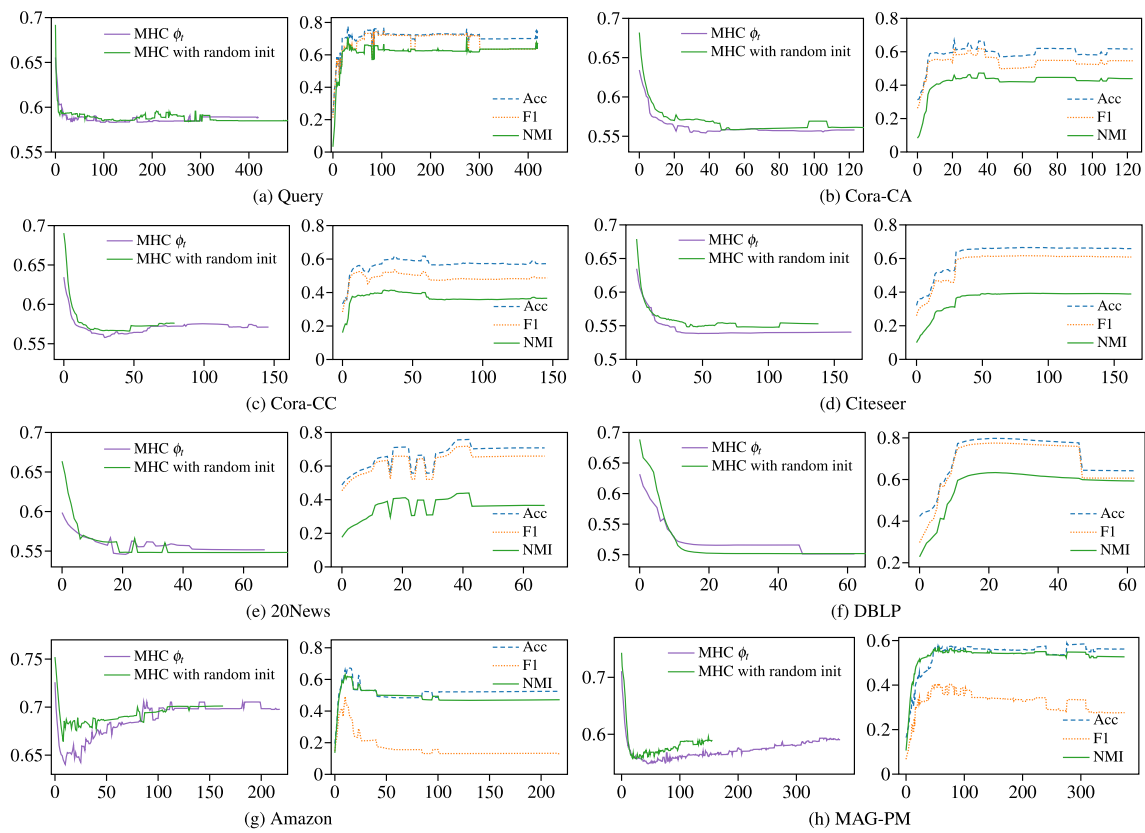 0.7
0.65
0.6
0.55
MHC ϕt
MHC with random init
0 100 200 300 400
0.8
0.6
0.4
0.2
0
Acc
F1
NMI
0 100 200 300 400
(a) Query
0.7
0.65
0.6
0.55
MHC ϕt
MHC with random init
0 20 40 60 80 100 120
0.8
0.6
0.4
0.2
0
Acc
F1
NMI
0 20 40 60 80 100 120
(b) Cora-CA
0.7
0.65
0.6
0.55
MHC ϕt
MHC with random init
0 50 100 150
0.8
0.6
0.4
0.2
0
Acc
F1
NMI
0 50 100 150
(c) Cora-CC
0.7
0.65
0.6
0.55
0.5
MHC ϕt
MHC with random init
0 50 100 150
0.8
0.6
0.4
0.2
0
Acc
F1
NMI
0 50 100 150
(d) Citeseer
0.7
0.65
0.6
0.55
MHC ϕt
MHC with random init
0 20 40 60
0.8
0.6
0.4
0.2
0
Acc
F1
NMI
0 20 40 60
(e) 20News
0.7
0.65
0.6
0.55
0.5
MHC ϕt
MHC with random init
0 10 20 30 40 50 60
0.8
0.6
0.4
0.2
Acc
F1
NMI
0 10 20 30 40 50 60
(f) DBLP
0.75
0.7
0.65
MHC ϕt
MHC with random init
0 50 100 150 200
0.8
0.6
0.4
0.2
0
Acc
F1
NMI
0 50 100 150 200
(g) Amazon
0.7
0.6
MHC ϕt
MHC with random init
0 100 200 300
0.6
0.4
0.2
0
Acc
F1
NMI
0 100 200 300
(h) MAG-PM